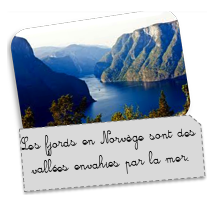 Les fjords en Norvège sont des
vallées envahies par la mer.